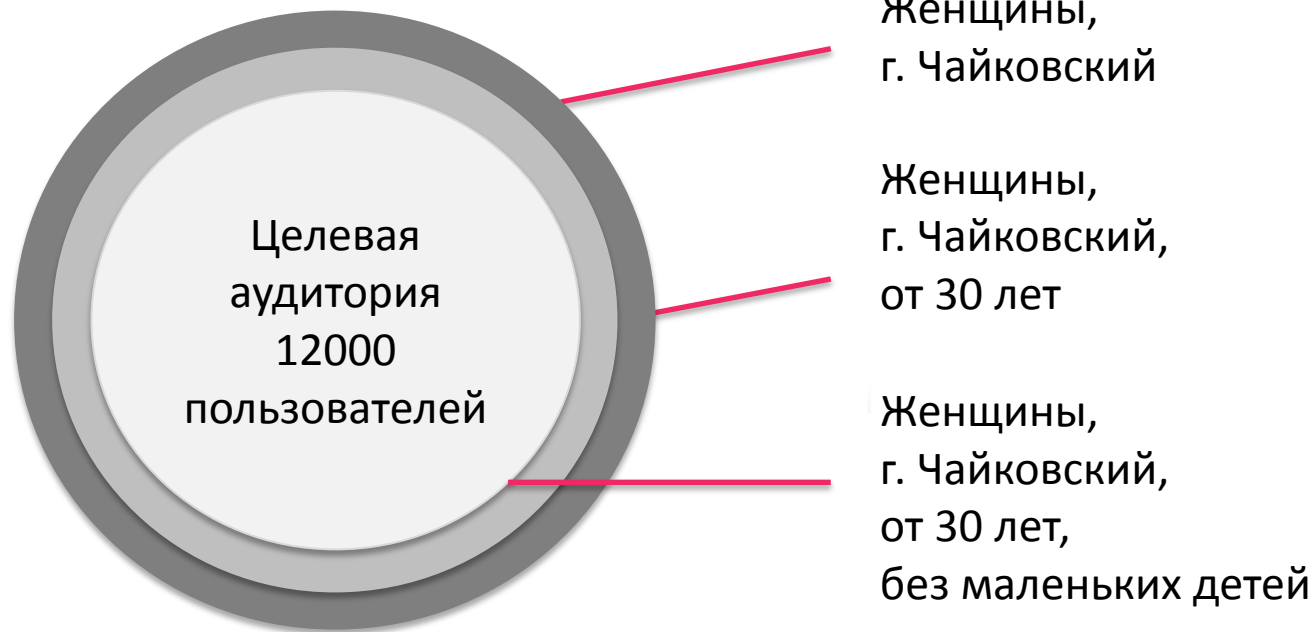 Женщины,
г. Чайковский
Женщины,
г. Чайковский,
от 30 лет
Целевая
аудитория
12000
пользователей
Женщины,
г. Чайковский,
от 30 лет,
без маленьких детей